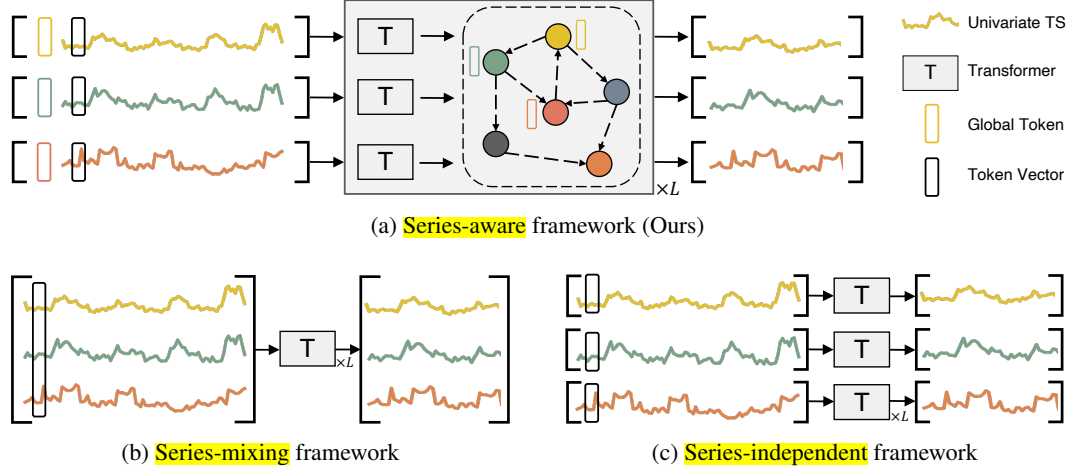 Univariate TS
T
T
Transformer
T
Global Token
T
Token Vector
×L
(a) Series-aware framework (Ours)
T
T
T
×L
T
×L
(b) Series-mixing framework
(c) Series-independent framework